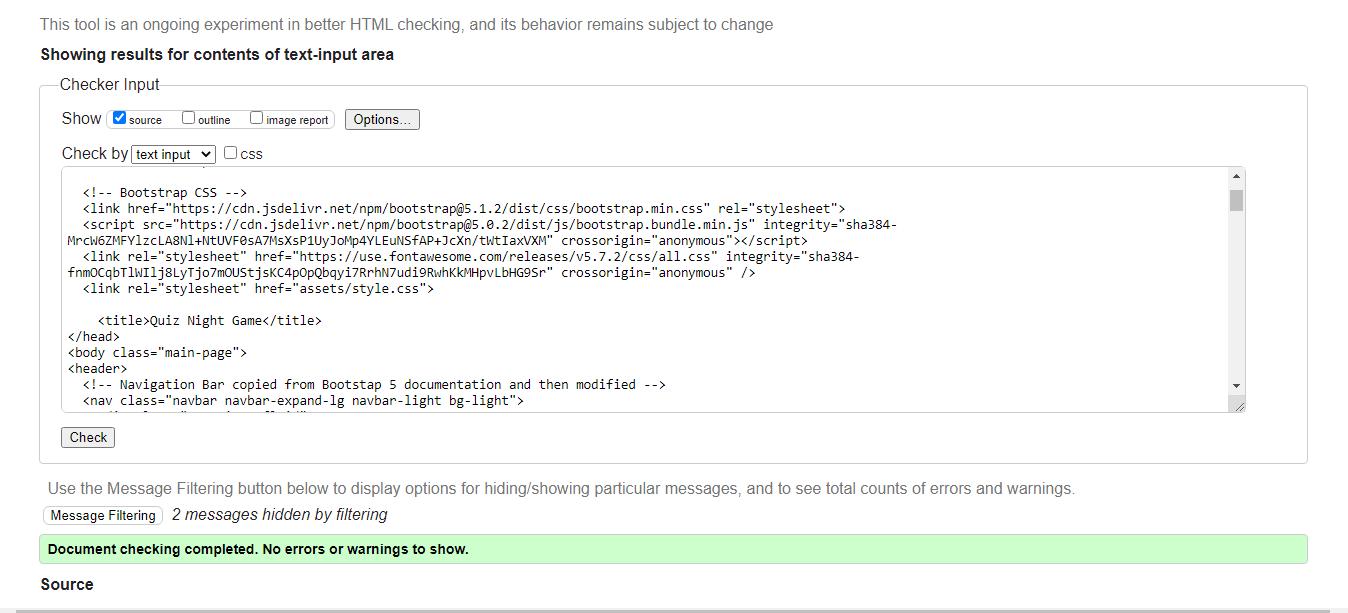 This tool is an ongoing experiment in better HTML checking, and its behavior remains subject to change
Showing results for contents of text-input area
Checker Input
Show source outline image report Options...
Check by text input css
<!-- Bootstrap CSS -->
<link href="https://cdn.jsdelivr.net/npm/bootstrap@5.1.2/dist/css/bootstrap.min.css" rel="stylesheet">
<script src="https://cdn.jsdelivr.net/npm/bootstrap@5.0.2/dist/js/bootstrap.bundle.min.js" integrity="sha384-
MrcW6ZMFYlzcLA8Nl+NtUVF0sA7MsXsP1UyJoMp4YLEuNSfAP+JcXn/tWtIaxVXM" crossorigin="anonymous"></script>
<link rel="stylesheet" href="https://use.fontawesome.com/releases/v5.7.2/css/all.css" integrity="sha384-
fnmOCqbTlWIlj8LyTjo7mOUStjsKC4pOpQbqyi7RrhN7udi9RwhKkMHpvLbHG9Sr" crossorigin="anonymous" />
<link rel="stylesheet" href="assets/style.css">
<title>Quiz Night Game</title>
</head>
<body class="main-page">
<header>
<!-- Navigation Bar copied from Bootstap 5 documentation and then modified -->
<nav class="navbar navbar-expand-lg navbar-light bg-light">
Check
Use the Message Filtering button below to display options for hiding/showing particular messages, and to see total counts of errors and warnings.
Message Filtering 2 messages hidden by filtering
Document checking completed. No errors or warnings to show.
Source